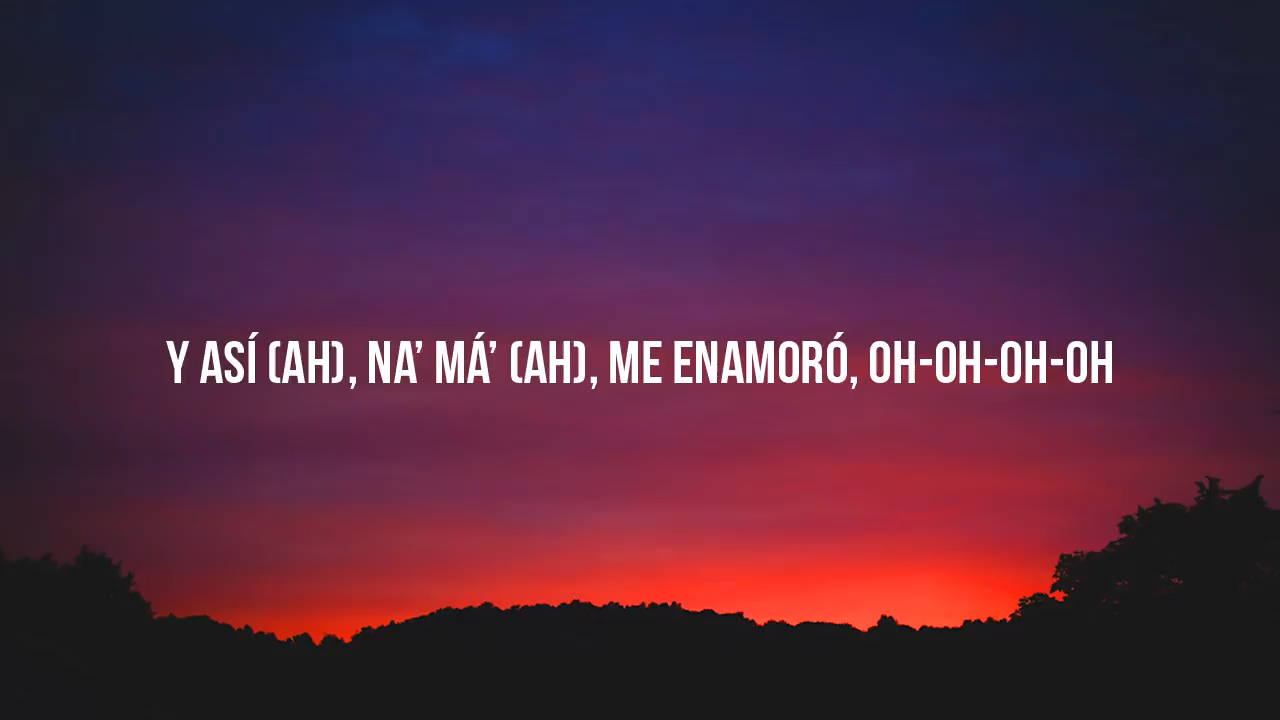 Y ASÍ (AH), NA’ MÁ’ (AH), ME ENAMORÓ, OH-OH-OH-OH